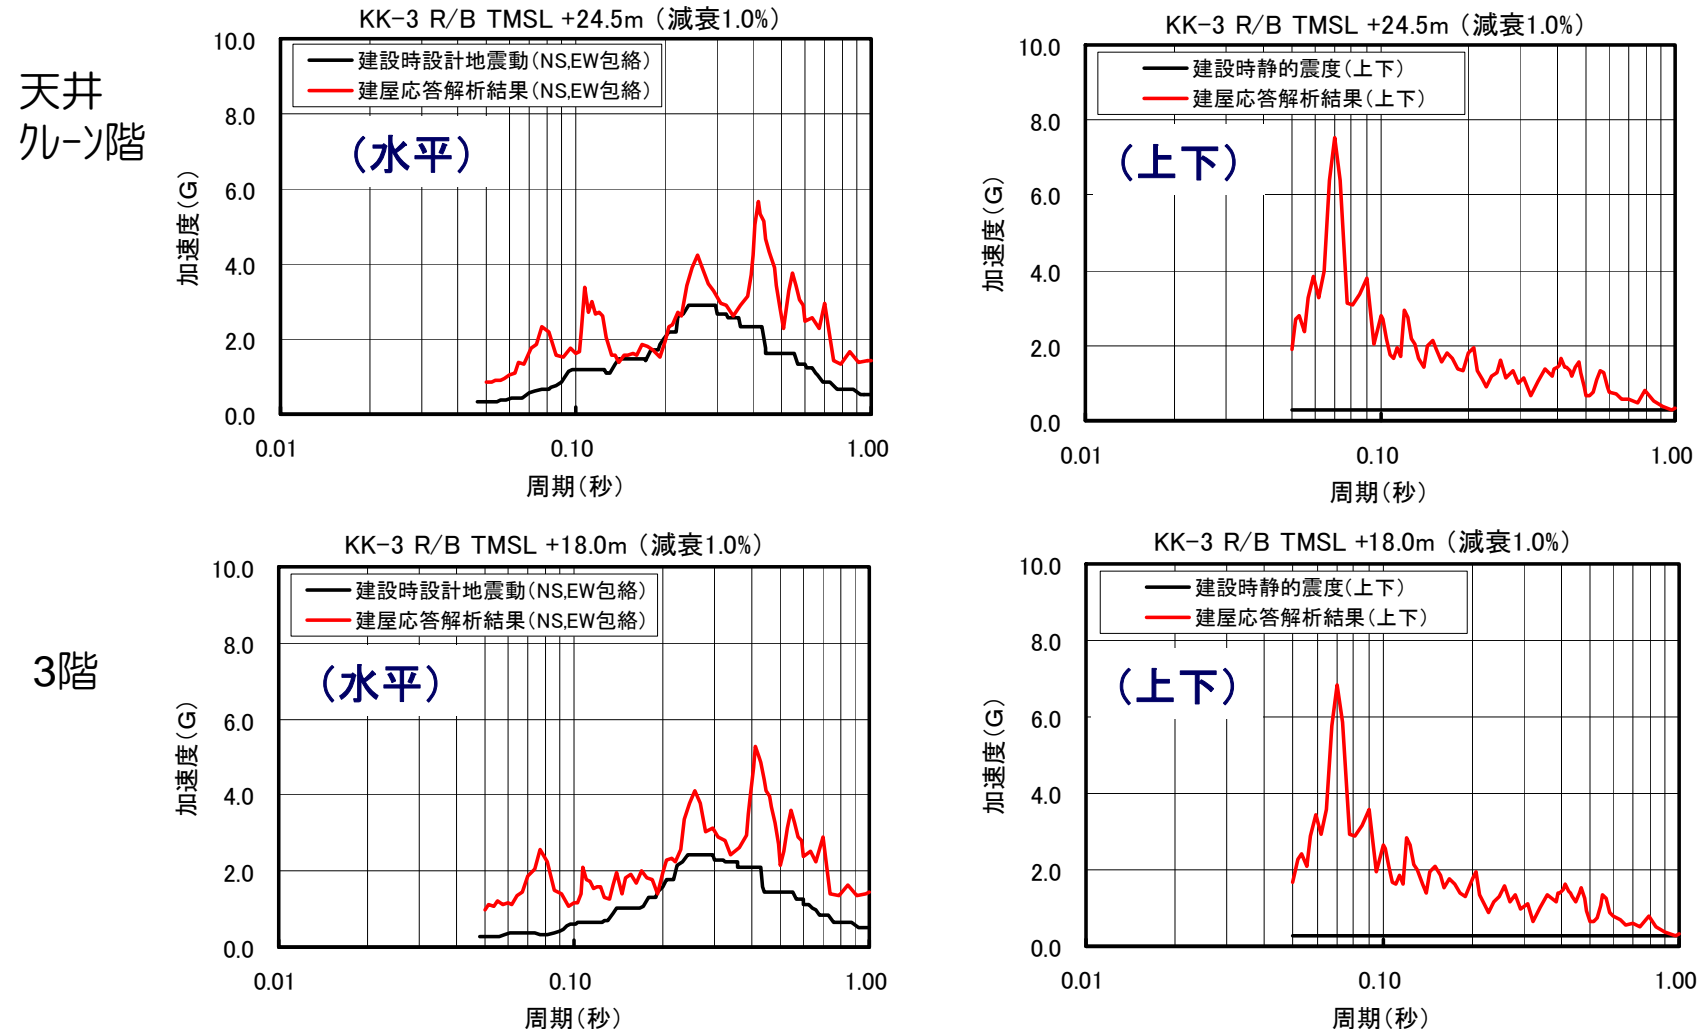 天井
クレーン階
KK-3 R/B TMSL +24.5m (減衰1.0%)
建設時設計地震動(NS,EW包絡)
建屋応答解析結果(NS,EW包絡)
(水平)
加速度(G)
10.0
8.0
6.0
4.0
2.0
0.0
0.01
0.10
1.00
周期(秒)
KK-3 R/B TMSL +24.5m (減衰1.0%)
建設時静的震度(上下)
建屋応答解析結果(上下)
(上下)
加速度(G)
10.0
8.0
6.0
4.0
2.0
0.0
0.01
0.10
1.00
周期(秒)
3階
KK-3 R/B TMSL +18.0m (減衰1.0%)
建設時設計地震動(NS,EW包絡)
建屋応答解析結果(NS,EW包絡)
(水平)
加速度(G)
10.0
8.0
6.0
4.0
2.0
0.0
0.01
0.10
1.00
周期(秒)
KK-3 R/B TMSL +18.0m (減衰1.0%)
建設時静的震度(上下)
建屋応答解析結果(上下)
(上下)
加速度(G)
10.0
8.0
6.0
4.0
2.0
0.0
0.01
0.10
1.00
周期(秒)